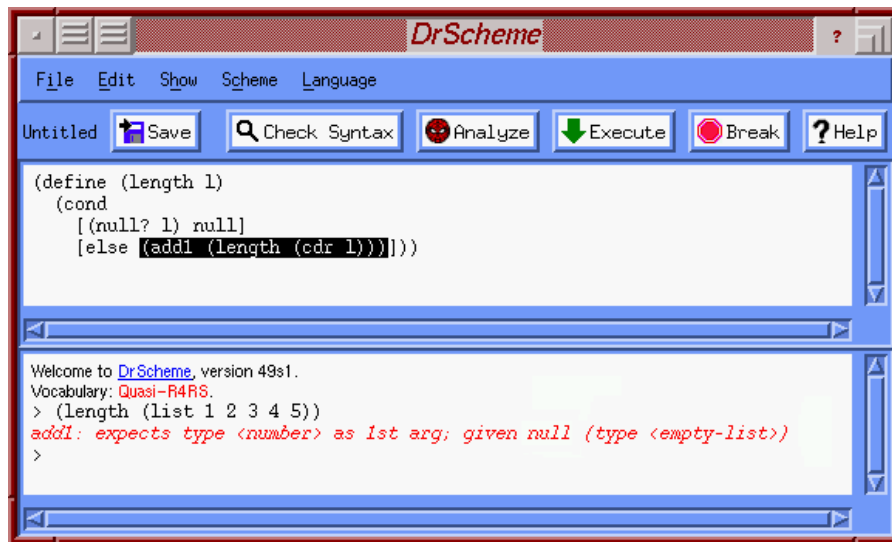 DrScheme ?
File Edit Show Scheme Language
Untitled Save Check Syntax Analyze Execute Break ? Help
(define (length l)
  (cond
    [(null? l) null]
    [else (add1 (length (cdr l)))]))
Welcome to DrScheme, version 49s1.
Vocabulary: Quasi-R4RS.
> (length (list 1 2 3 4 5))
add1: expects type <number> as 1st arg; given null (type <empty-list>)
>